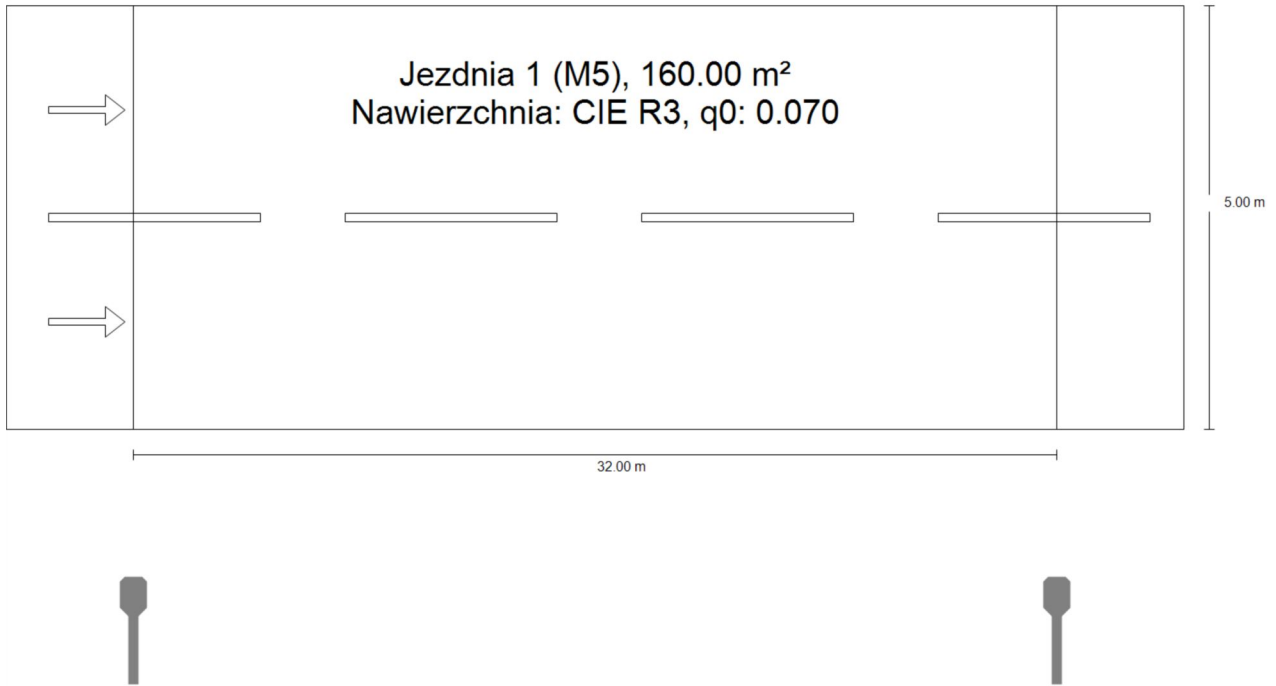 Jezdnia 1 (M5), 160.00 m²
Nawierzchnia: CIE R3, q0: 0.070
5.00 m
32.00 m